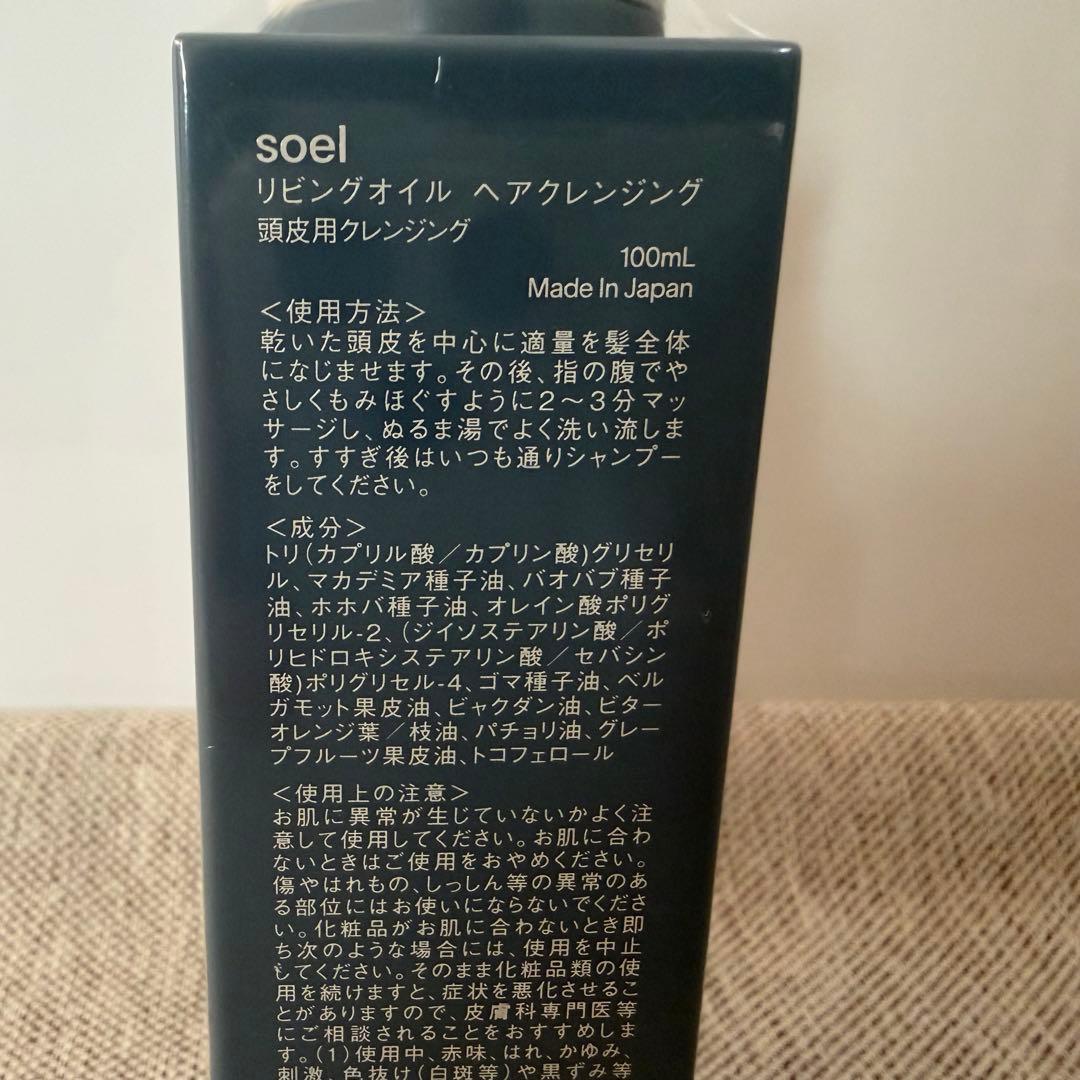 soel
リビングオイル ヘアクレンジング
頭皮用クレンジング
100mL
Made In Japan
＜使用方法＞
乾いた頭皮を中心に適量を髪全体
になじませます。その後、指の腹でや
さしくもみほぐすように2～3分マッ
サージし、ぬるま湯でよく洗い流しま
す。すすぎ後はいつも通りシャンプー
をしてください。
＜成分＞
トリ(カプリル酸／カプリン酸)グリセリ
ル、マカデミア種子油、バオバブ種子
油、ホホバ種子油、オレイン酸ポリグ
リセリル-2、(ジイソステアリン酸／ポ
リヒドロキシステアリン酸／セバシン
酸)ポリグリセル-4、ゴマ種子油、ベル
ガモット果皮油、ビャクダン油、ビター
オレンジ葉／枝油、パチョリ油、グレー
プフルーツ果皮油、トコフェロール
＜使用上の注意＞
お肌に異常が生じていないかよく注
意して使用してください。お肌に合わ
ないときはご使用をおやめください。
傷やはれもの、しっしん等の異常のあ
る部位にはお使いにならないでくださ
い。化粧品がお肌に合わないとき即
ち次のような場合には、使用を中止
してください。そのまま化粧品類の使
用を続けますと、症状を悪化させるこ
とがありますので、皮膚科専門医等
にご相談されることをおすすめしま
す。(1)使用中、赤味、はれ、かゆみ、
刺激、色抜け(白斑等)や黒ずみ等